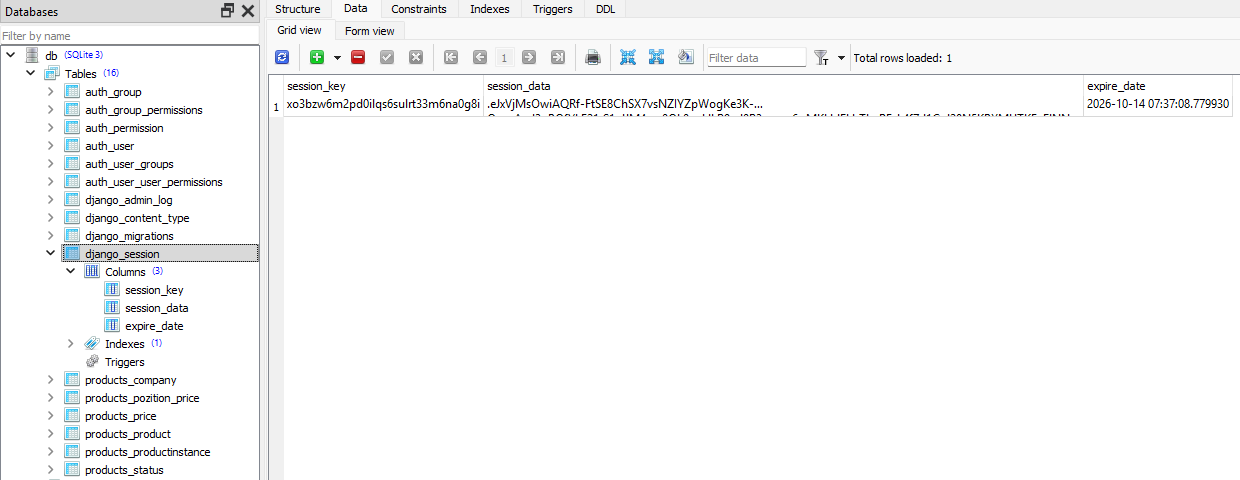 Databases
Filter by name
db (SQLite 3)
Tables (16)
auth_group
auth_group_permissions
auth_permission
auth_user
auth_user_groups
auth_user_user_permissions
django_admin_log
django_content_type
django_migrations
django_session
Columns (3)
session_key
session_data
expire_date
Indexes (1)
Triggers
products_company
products_pozition_price
products_price
products_product
products_productinstance
products_status
Structure Data Constraints Indexes Triggers DDL
Grid view Form view
1 Filter data Total rows loaded: 1
session_key session_data expire_date
1 .eJxVjMsOwiAQRf-FtSE8ChSX7vsNZIYZpWogKe3K-... 2026-10-14 07:37:08.779930